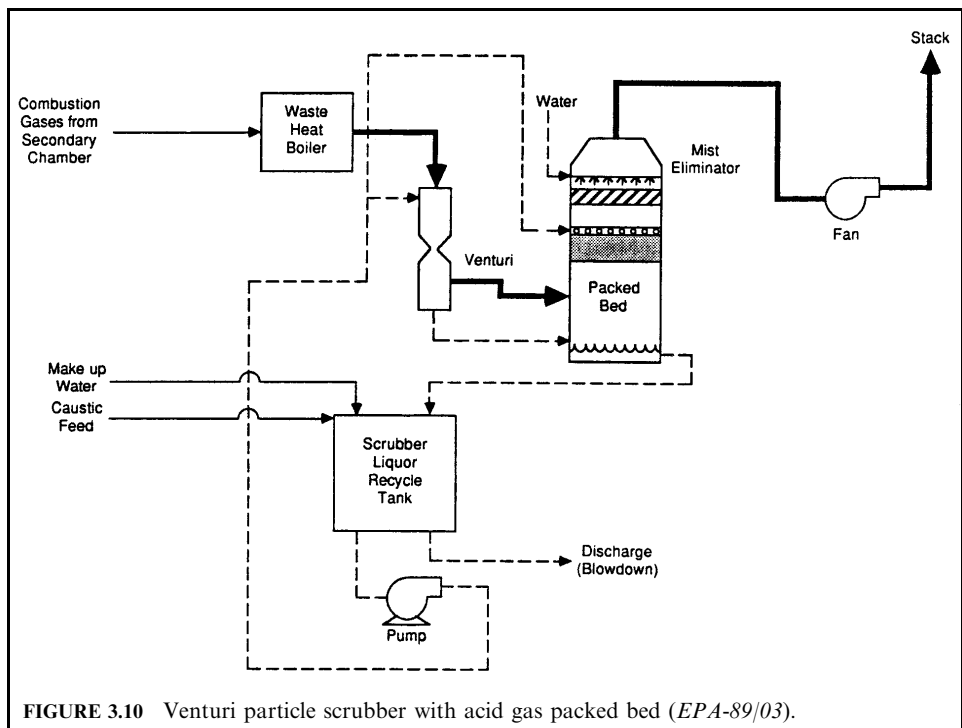 Stack
Water
Combustion
Gases from
Secondary
Chamber
Waste
Heat
Boiler
Mist
Eliminator
Fan
Venturi
Packed
Bed
Make up
Water
Caustic
Feed
Scrubber
Liquor
Recycle
Tank
Discharge
(Blowdown)
Pump
FIGURE 3.10 Venturi particle scrubber with acid gas packed bed (EPA-89/03).